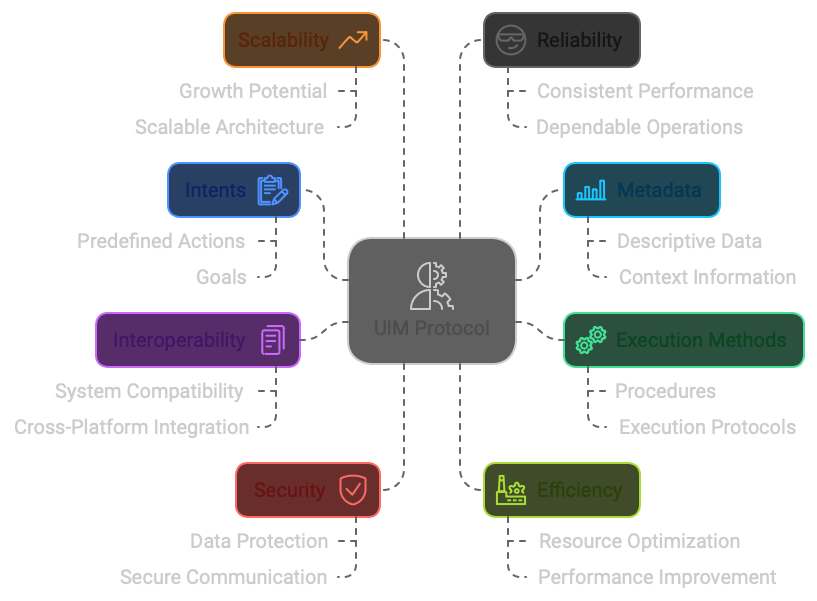 Scalability
Growth Potential
Scalable Architecture
Reliability
Consistent Performance
Dependable Operations
Intents
Predefined Actions
Goals
Metadata
Descriptive Data
Context Information
UIM Protocol
Interoperability
System Compatibility
Cross-Platform Integration
Execution Methods
Procedures
Execution Protocols
Security
Data Protection
Secure Communication
Efficiency
Resource Optimization
Performance Improvement